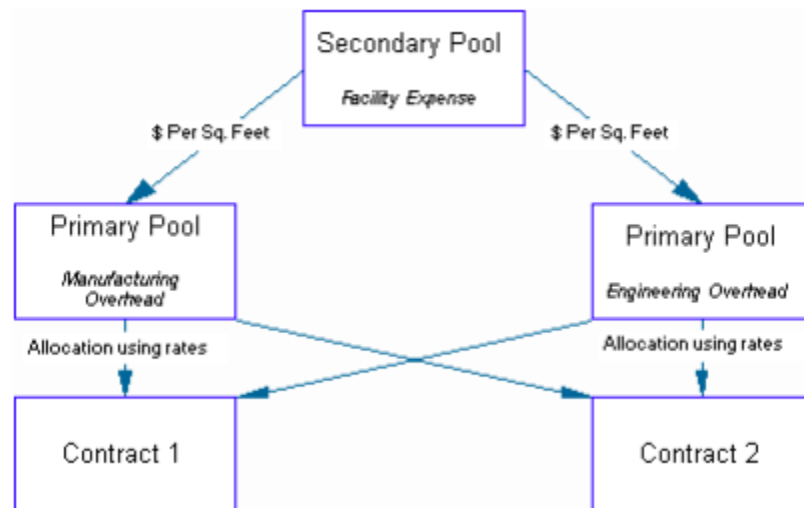 Secondary Pool
Facility Expense
$ Per Sq. Feet
$ Per Sq. Feet
Primary Pool
Manufacturing
Overhead
Primary Pool
Engineering Overhead
Allocation using rates
Allocation using rates
Contract 1
Contract 2